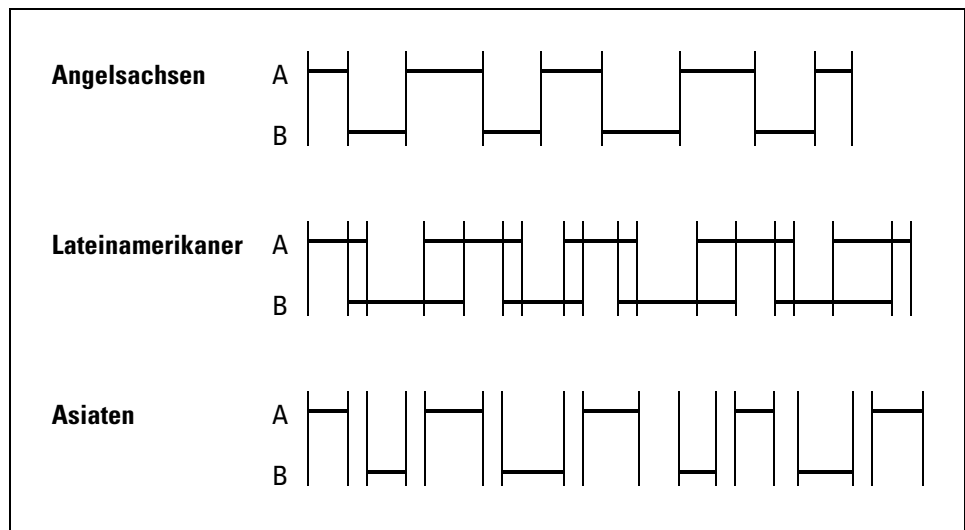 Angelsachsen A
B
Lateinamerikaner A
B
Asiaten A
B